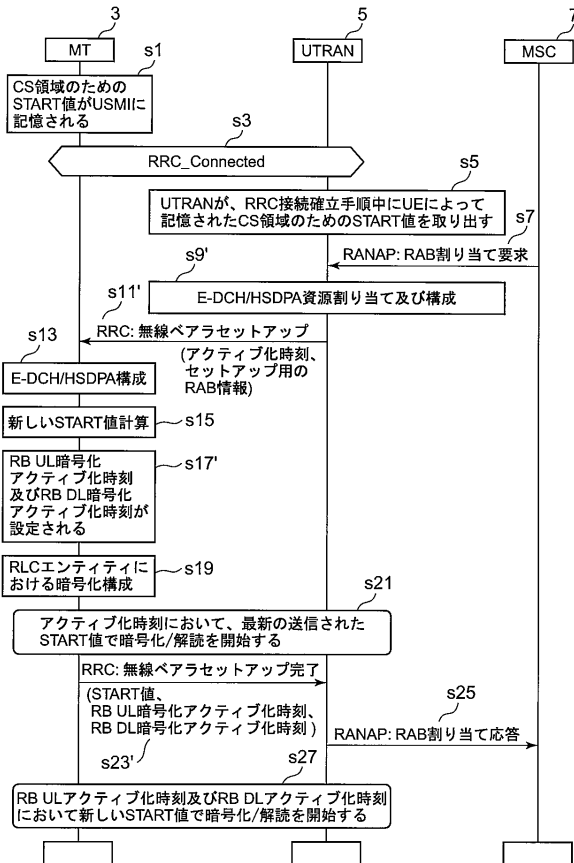 3
5
7
MT
UTRAN
MSC
s1
CS領域のための
START値がUSMIに
記憶される
s3
RRC_Connected
s5
UTRANが、RRC接続確立手順中にUEによって
記憶されたCS領域のためのSTART値を取り出す
s7
RANAP: RAB割り当て要求
s9'
E-DCH/HSDPA資源割り当て及び構成
s11'
RRC: 無線ベアラセットアップ
(アクティブ化時刻、
セットアップ用の
RAB情報)
s13
E-DCH/HSDPA構成
新しいSTART値計算
s15
RB UL暗号化
アクティブ化時刻
及びRB DL暗号化
アクティブ化時刻が
設定される
s17'
RLCエンティティに
おける暗号化構成
s19
s21
アクティブ化時刻において、最新の送信された
START値で暗号化/解読を開始する
RRC: 無線ベアラセットアップ完了
(START値、
RB UL暗号化アクティブ化時刻、
RB DL暗号化アクティブ化時刻 )
s23'
s25
RANAP: RAB割り当て応答
s27
RB ULアクティブ化時刻及びRB DLアクティブ化時刻
において新しいSTART値で暗号化/解読を開始する